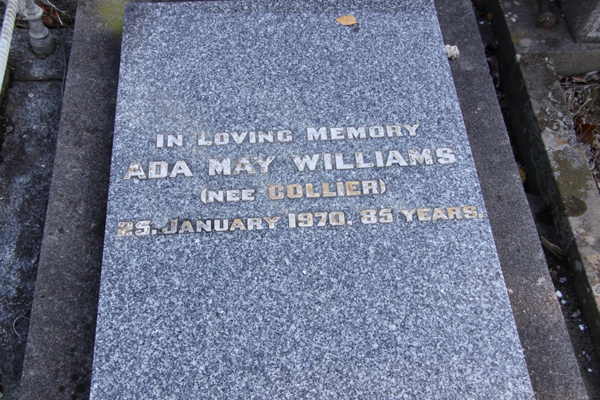 IN LOVING MEMORY
ADA MAY WILLIAMS
(NEE COLLIER)
25. JANUARY 1970. 85 YEARS.